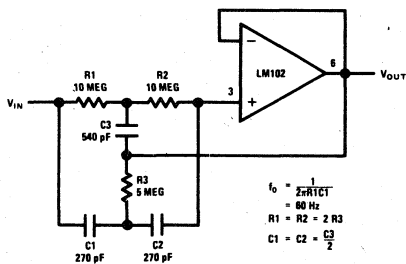 R1
10 MEG
R2
10 MEG
LM102
−
+
3
6
VIN
VOUT
C3
540 pF
R3
5 MEG
C1
270 pF
C2
270 pF
f0 = 1/2πR1C1
= 60 Hz
R1 = R2 = 2 R3
C1 = C2 = C3/2